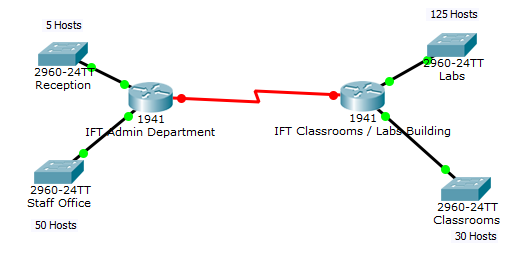 5 Hosts
2960-24TT
Reception
1941
IFT Admin Department
2960-24TT
Staff Office
50 Hosts
125 Hosts
2960-24TT
Labs
1941
IFT Classrooms / Labs Building
2960-24TT
Classrooms
30 Hosts